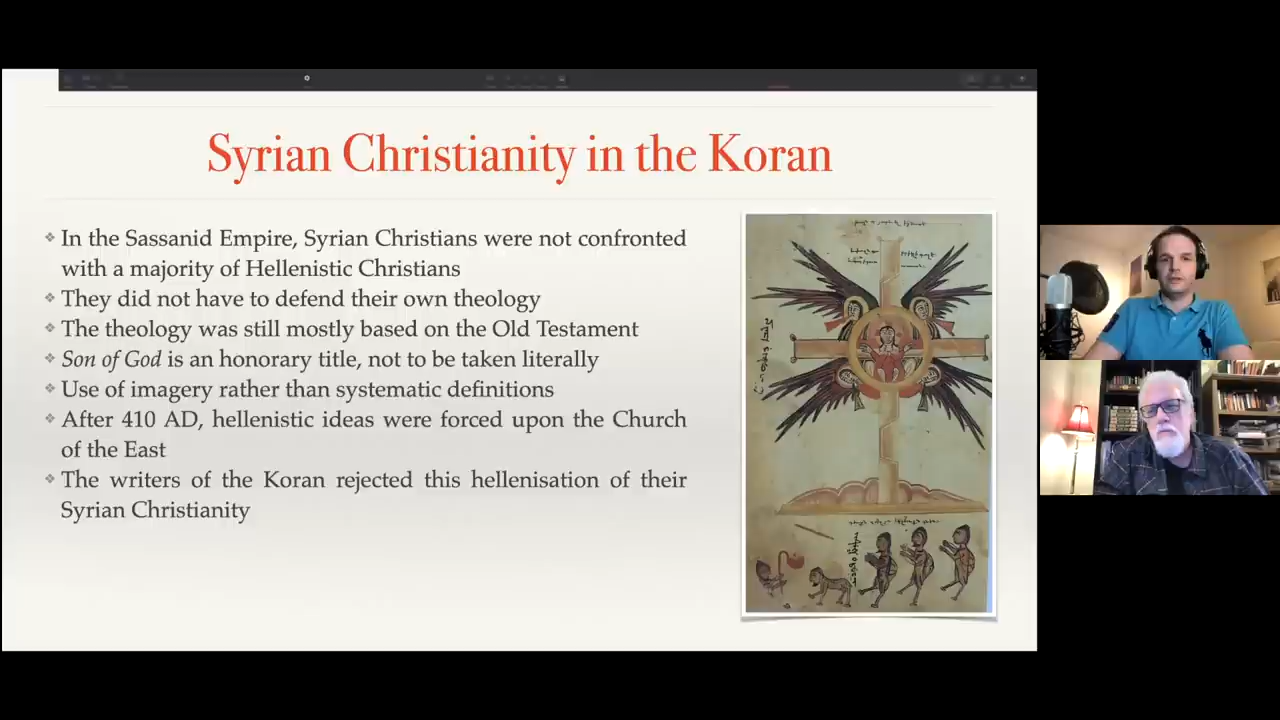 Syrian Christianity in the Koran
In the Sassanid Empire, Syrian Christians were not confronted
with a majority of Hellenistic Christians
They did not have to defend their own theology
The theology was still mostly based on the Old Testament
Son of God is an honorary title, not to be taken literally
Use of imagery rather than systematic definitions
After 410 AD, hellenistic ideas were forced upon the Church
of the East
The writers of the Koran rejected this hellenisation of their
Syrian Christianity